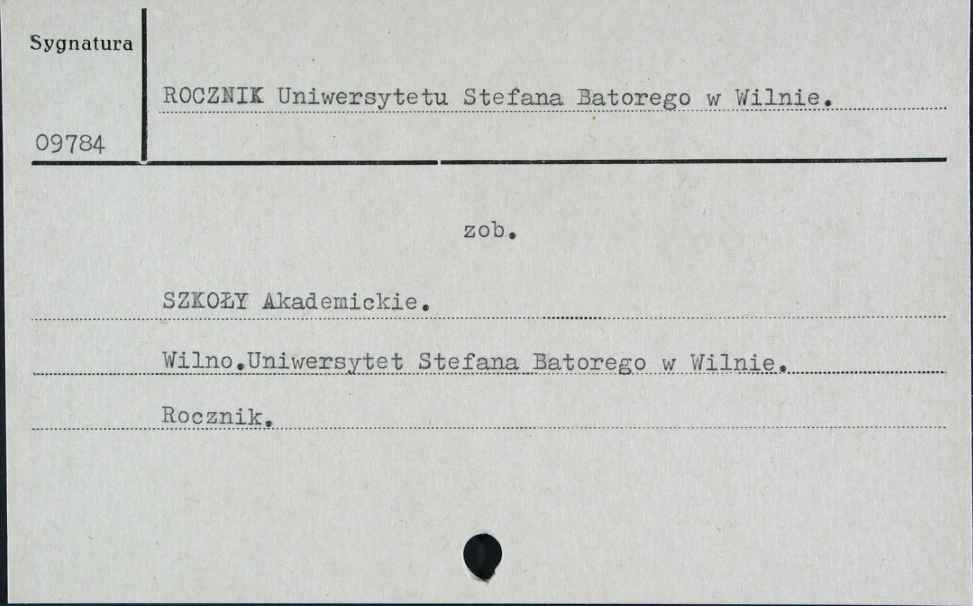 Sygnatura
ROCZNIK Uniwersytetu Stefana Batorego w Wilnie.
09784
zob.
SZKOŁY Akademickie.
Wilno.Uniwersytet Stefana Batorego w Wilnie.
Rocznik.